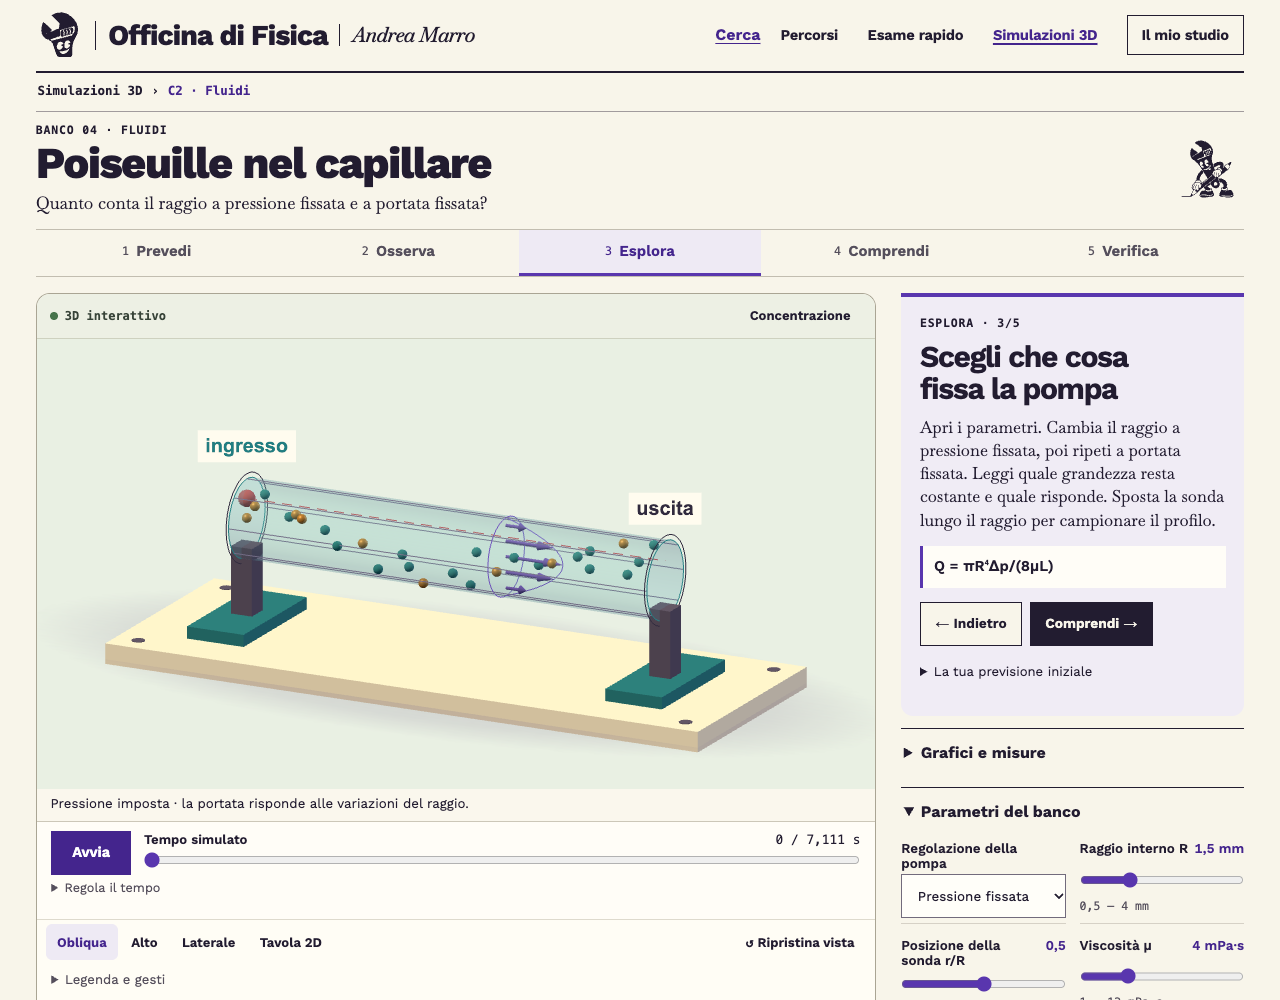 Officina di Fisica
Andrea Marro
Cerca
Percorsi
Esame rapido
Simulazioni 3D
Il mio studio
Simulazioni 3D › C2 · Fluidi
BANCO 04 · FLUIDI
Poiseuille nel capillare
Quanto conta il raggio a pressione fissata e a portata fissata?
1 Prevedi
2 Osserva
3 Esplora
4 Comprendi
5 Verifica
3D interattivo
Concentrazione
ingresso
uscita
Pressione imposta · la portata risponde alle variazioni del raggio.
Avvia
Tempo simulato
0 / 7,111 s
▶ Regola il tempo
Obliqua
Alto
Laterale
Tavola 2D
↺ Ripristina vista
▶ Legenda e gesti
ESPLORA · 3/5
Scegli che cosa
fissa la pompa
Apri i parametri. Cambia il raggio a
pressione fissata, poi ripeti a portata
fissata. Leggi quale grandezza resta
costante e quale risponde. Sposta la sonda
lungo il raggio per campionare il profilo.
Q = πR⁴Δp/(8μL)
← Indietro
Comprendi →
▶ La tua previsione iniziale
▶ Grafici e misure
▼ Parametri del banco
Regolazione della
pompa
Pressione fissata
Raggio interno R 1,5 mm
0,5 — 4 mm
Posizione della
sonda r/R
0,5
Viscosità μ 4 mPa·s